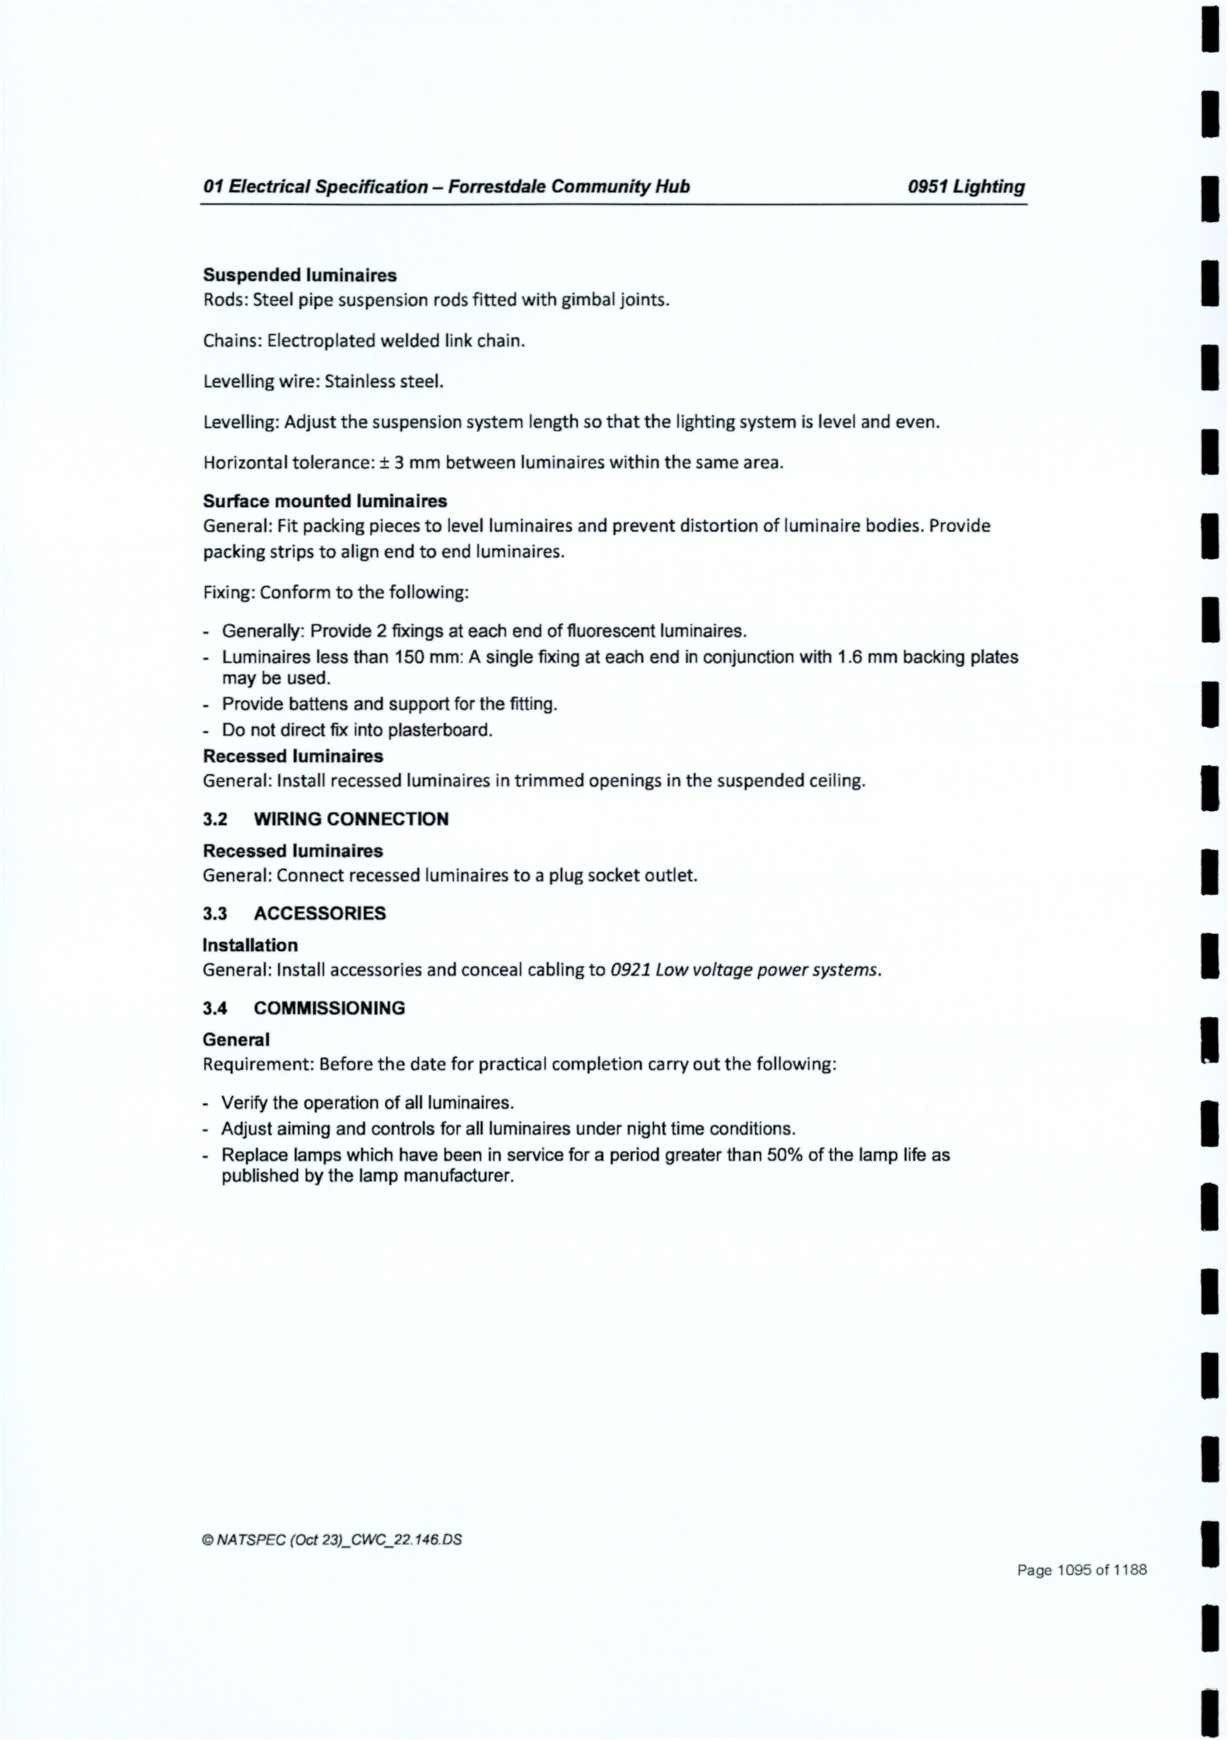 01 Electrical Specification – Forrestdale Community Hub 0951 Lighting
Suspended luminaires
Rods: Steel pipe suspension rods fitted with gimbal joints.
Chains: Electroplated welded link chain.
Levelling wire: Stainless steel.
Levelling: Adjust the suspension system length so that the lighting system is level and even.
Horizontal tolerance: ± 3 mm between luminaires within the same area.
Surface mounted luminaires
General: Fit packing pieces to level luminaires and prevent distortion of luminaire bodies. Provide
packing strips to align end to end luminaires.
Fixing: Conform to the following:
- Generally: Provide 2 fixings at each end of fluorescent luminaires.
- Luminaires less than 150 mm: A single fixing at each end in conjunction with 1.6 mm backing plates
may be used.
- Provide battens and support for the fitting.
- Do not direct fix into plasterboard.
Recessed luminaires
General: Install recessed luminaires in trimmed openings in the suspended ceiling.
3.2 WIRING CONNECTION
Recessed luminaires
General: Connect recessed luminaires to a plug socket outlet.
3.3 ACCESSORIES
Installation
General: Install accessories and conceal cabling to 0921 Low voltage power systems.
3.4 COMMISSIONING
General
Requirement: Before the date for practical completion carry out the following:
- Verify the operation of all luminaires.
- Adjust aiming and controls for all luminaires under night time conditions.
- Replace lamps which have been in service for a period greater than 50% of the lamp life as
published by the lamp manufacturer.
© NATSPEC (Oct 23)_CWC_22.146.DS
Page 1095 of 1188